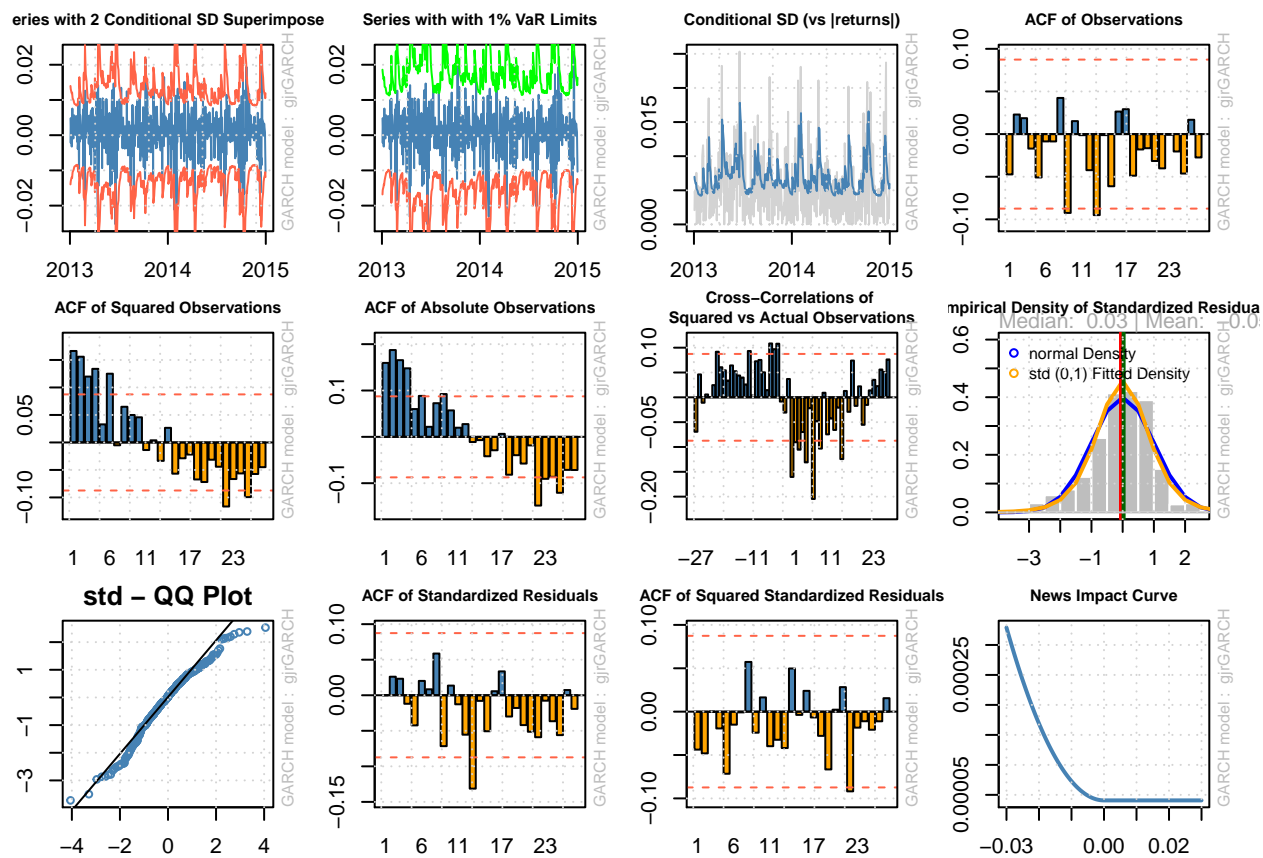 eries with 2 Conditional SD Superimpose
0.02
0.00
−0.02
2013 2014 2015
GARCH model : gjrGARCH
Series with with 1% VaR Limits
0.02
0.00
−0.02
2013 2014 2015
GARCH model : gjrGARCH
Conditional SD (vs |returns|)
0.015
0.000
2013 2014 2015
GARCH model : gjrGARCH
ACF of Observations
0.10
0.00
−0.10
1 6 11 17 23
GARCH model : gjrGARCH
ACF of Squared Observations
0.05
−0.10
1 6 11 17 23
GARCH model : gjrGARCH
ACF of Absolute Observations
0.1
−0.1
1 6 11 17 23
GARCH model : gjrGARCH
Cross−Correlations of
Squared vs Actual Observations
0.10
−0.05
−0.20
−27 −11 1 6 11 17 23
GARCH model : gjrGARCH
mpirical Density of Standardized Residua
Median: 0.03 | Mean: −0.0
normal Density
std (0,1) Fitted Density
0.6
0.4
0.2
0.0
−3 −1 1 2
GARCH model : gjrGARCH
std − QQ Plot
1
−1
−3
−4 −2 0 2 4
GARCH model : gjrGARCH
ACF of Standardized Residuals
0.10
0.00
−0.15
1 6 11 17 23
GARCH model : gjrGARCH
ACF of Squared Standardized Residuals
0.10
0.00
−0.10
1 6 11 17 23
GARCH model : gjrGARCH
News Impact Curve
0.00025
0.00005
−0.03 0.00 0.02
GARCH model : gjrGARCH